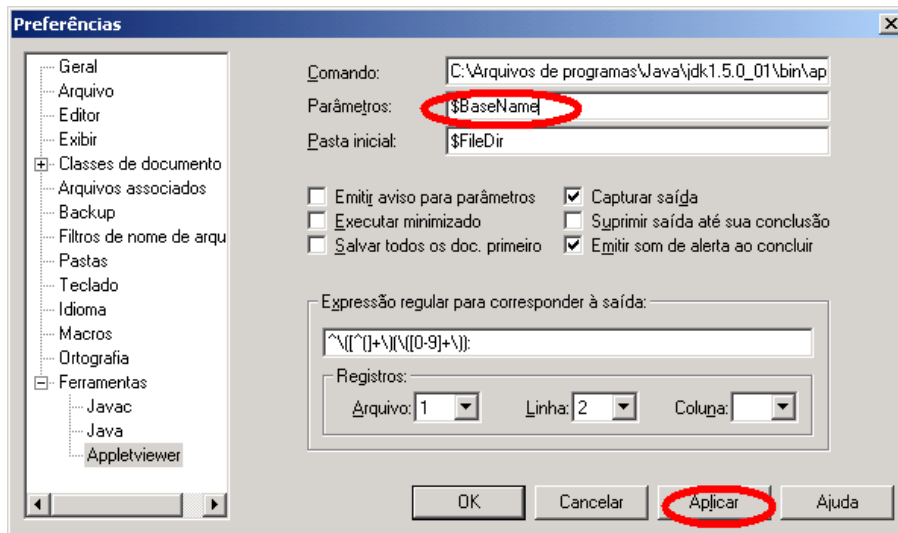 Preferências
Geral
Arquivo
Editor
Exibir
Classes de documento
Arquivos associados
Backup
Filtros de nome de arqu
Pastas
Teclado
Idioma
Macros
Ortografia
Ferramentas
Javac
Java
Appletviewer
Comando: C:\Arquivos de programas\Java\jdk1.5.0_01\bin\ap
Parâmetros: $BaseName
Pasta inicial: $FileDir
Emitir aviso para parâmetros
Executar minimizado
Salvar todos os doc. primeiro
Capturar saída
Suprimir saída até sua conclusão
Emitir som de alerta ao concluir
Expressão regular para corresponder à saída:
^\([^(]+\)(\([0-9]+\)):
Registros:
Arquivo: 1 Linha: 2 Coluna:
OK Cancelar Aplicar Ajuda